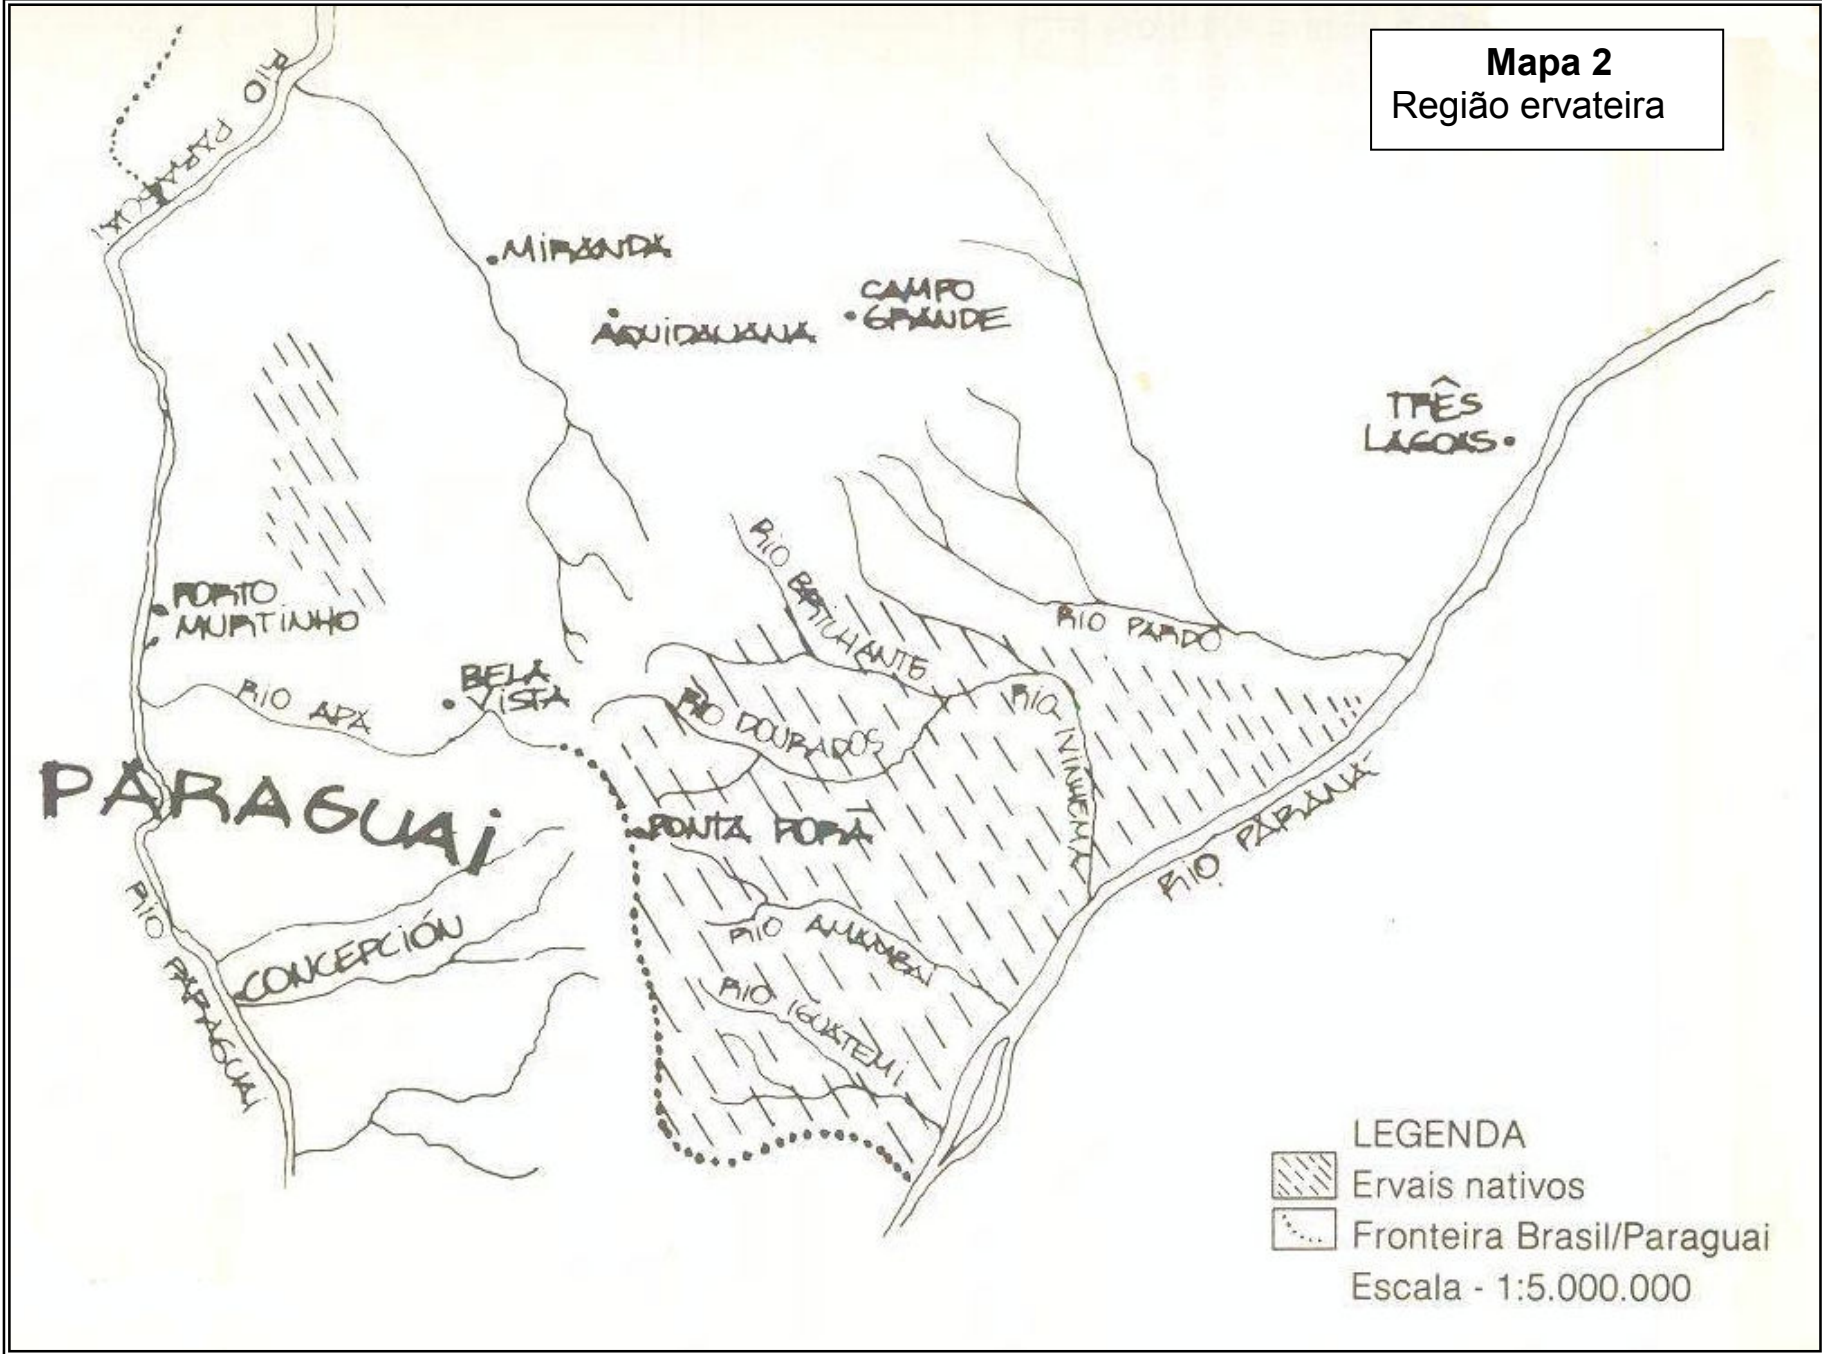 Mapa 2
Região ervateira
RIO
PARAGUAI
MIRANDA
AQUIDAUANA
CAMPO
GRANDE
TRÊS
LAGOAS
RIO BRILHANTE
PORTO
MURTINHO
RIO PARDO
BELA
VISTA
RIO APA
RIO DOURADOS
RIO IVINHEMA
PARAGUAI
PONTA PORÃ
RIO PARANÁ
RIO PARAGUAI
CONCEPCIÓN
RIO AMAMBAI
RIO IGUATEMI
LEGENDA
Ervais nativos
Fronteira Brasil/Paraguai
Escala - 1:5.000.000